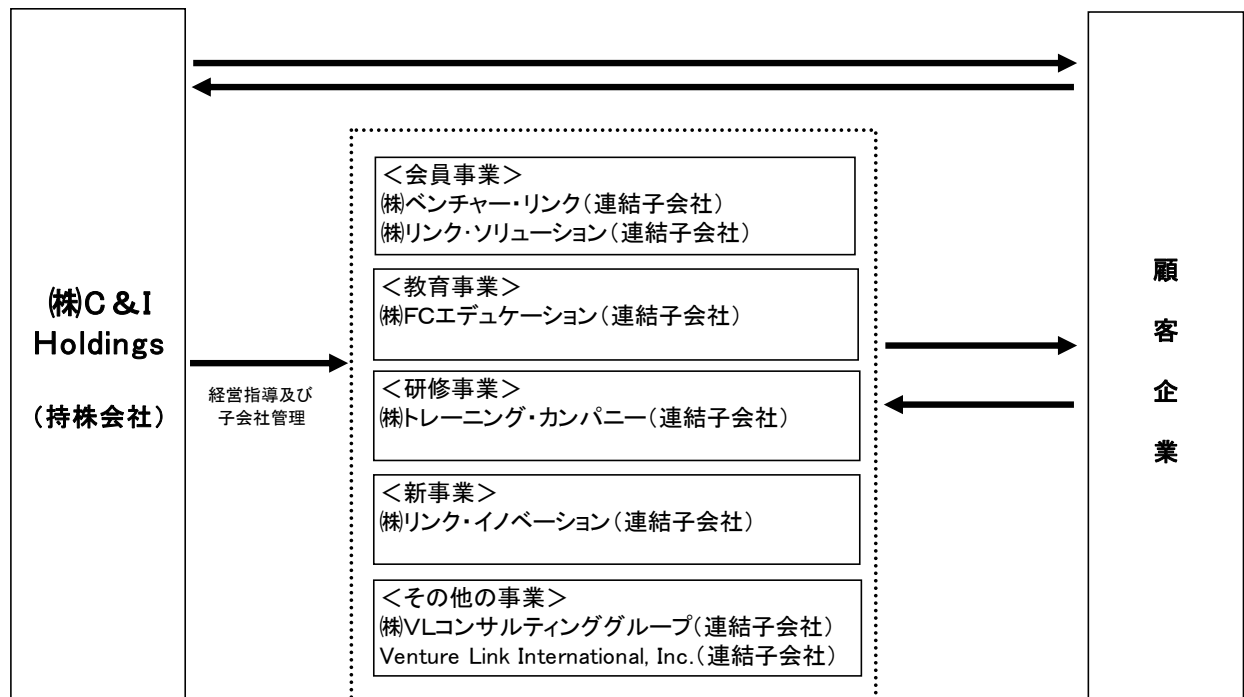 ㈱C&I
Holdings
(持株会社)
経営指導及び
子会社管理
＜会員事業＞
㈱ベンチャー・リンク(連結子会社)
㈱リンク・ソリューション(連結子会社)
＜教育事業＞
㈱FCエデュケーション(連結子会社)
＜研修事業＞
㈱トレーニング・カンパニー(連結子会社)
＜新事業＞
㈱リンク・イノベーション(連結子会社)
＜その他の事業＞
㈱VLコンサルティンググループ(連結子会社)
Venture Link International, Inc.(連結子会社)
顧
客
企
業